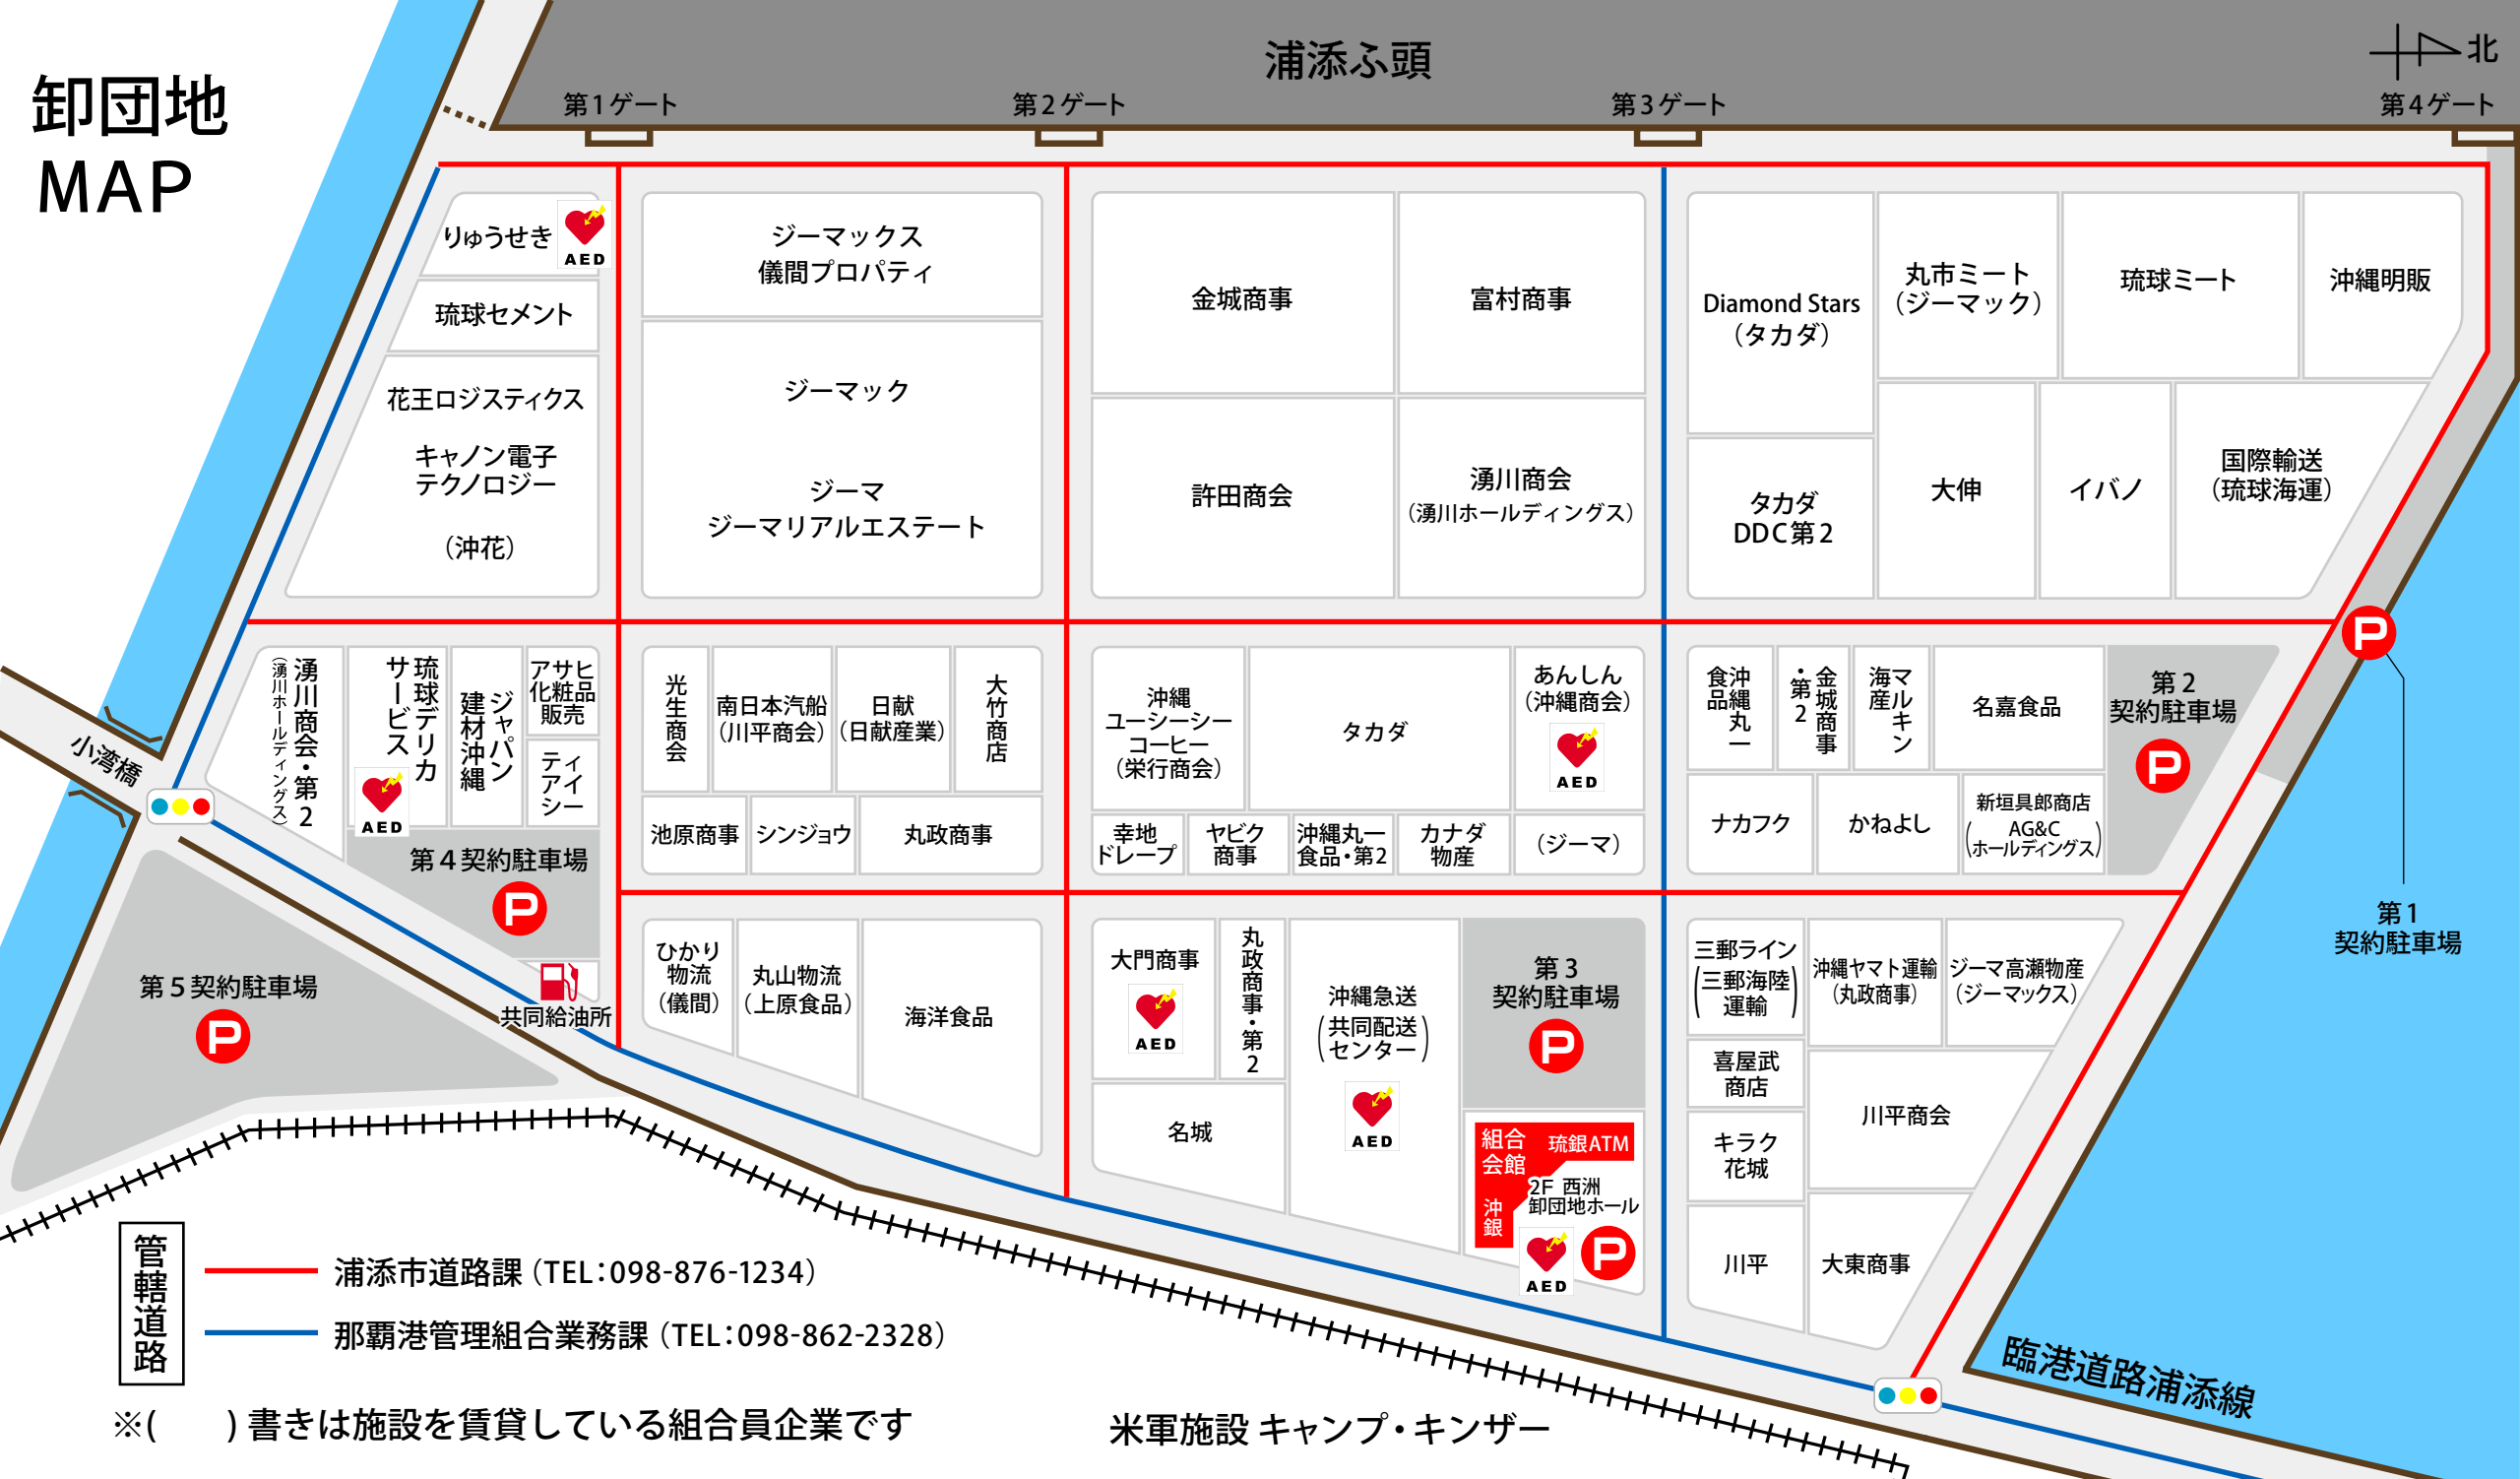 卸団地
MAP
浦添ふ頭
北
第1ゲート
第2ゲート
第3ゲート
第4ゲート
りゅうせき
AED
琉球セメント
花王ロジスティクス
キャノン電子
テクノロジー
（沖花）
ジーマックス
儀間プロパティ
ジーマック
ジーマ
ジーマリアルエステート
金城商事
富村商事
許田商会
湧川商会
（湧川ホールディングス）
Diamond Stars
（タカダ）
丸市ミート
（ジーマック）
琉球ミート
沖縄明販
タカダ
DDC第2
大伸
イバノ
国際輸送
（琉球海運）
湧川商会・第2
（湧川ホールディングス）
琉球デリカ
サービス
AED
ジャパン
建材沖縄
アサヒ
化粧品
販売
ティ
アイ
シー
第4契約駐車場
P
共同給油所
小湾橋
第5契約駐車場
P
光生商会
南日本汽船
（川平商会）
日献
（日献産業）
大竹商店
池原商事
シンジョウ
丸政商事
沖縄
ユーシーシー
コーヒー
（栄行商会）
タカダ
あんしん
（沖縄商会）
AED
幸地
ドレープ
ヤビク
商事
沖縄丸一
食品・第2
カナダ
物産
（ジーマ）
沖縄丸一
食品
金城商事
・第2
マルキン
海産
名嘉食品
第2
契約駐車場
P
ナカフク
かねよし
新垣具郎商店
（AG&C
ホールディングス）
P
第1
契約駐車場
ひかり
物流
（儀間）
丸山物流
（上原食品）
海洋食品
大門商事
AED
丸政商事・第2
名城
沖縄急送
（共同配送
センター）
AED
第3
契約駐車場
P
組合
会館
琉銀ATM
沖銀
2F 西洲
卸団地ホール
AED
P
三郵ライン
（三郵海陸
運輸）
沖縄ヤマト運輸
（丸政商事）
ジーマ高瀬物産
（ジーマックス）
喜屋武
商店
川平商会
キラク
花城
川平
大東商事
臨港道路浦添線
管轄道路
浦添市道路課（TEL：098-876-1234）
那覇港管理組合業務課（TEL：098-862-2328）
※(　　)書きは施設を賃貸している組合員企業です
米軍施設 キャンプ・キンザー